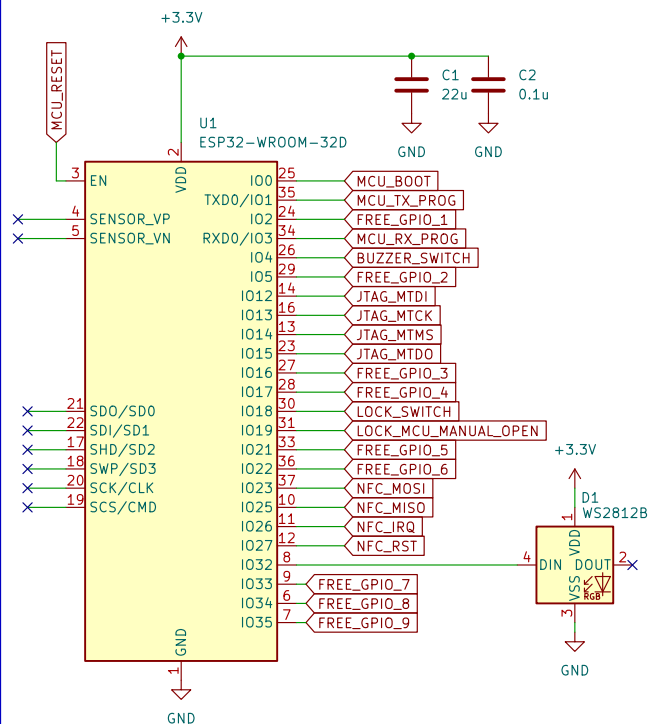 +3.3V
MCU_RESET
C1
22u
C2
0.1u
GND
GND
U1
ESP32-WROOM-32D
2
VDD
3 EN
IO0 25 MCU_BOOT
TXD0/IO1 35 MCU_TX_PROG
4 SENSOR_VP
IO2 24 FREE_GPIO_1
5 SENSOR_VN
RXD0/IO3 34 MCU_RX_PROG
IO4 26 BUZZER_SWITCH
IO5 29 FREE_GPIO_2
IO12 14 JTAG_MTDI
IO13 16 JTAG_MTCK
IO14 13 JTAG_MTMS
IO15 23 JTAG_MTDO
IO16 27 FREE_GPIO_3
IO17 28 FREE_GPIO_4
21 SDO/SD0
IO18 30 LOCK_SWITCH
22 SDI/SD1
IO19 31 LOCK_MCU_MANUAL_OPEN
17 SHD/SD2
IO21 33 FREE_GPIO_5
18 SWP/SD3
IO22 36 FREE_GPIO_6
20 SCK/CLK
IO23 37 NFC_MOSI
19 SCS/CMD
IO25 10 NFC_MISO
IO26 11 NFC_IRQ
IO27 12 NFC_RST
IO32 8
IO33 9 FREE_GPIO_7
IO34 6 FREE_GPIO_8
IO35 7 FREE_GPIO_9
GND
1
GND
+3.3V
D1
WS2812B
1
VDD
4 DIN
DOUT 2
VSS
RGB
3
GND